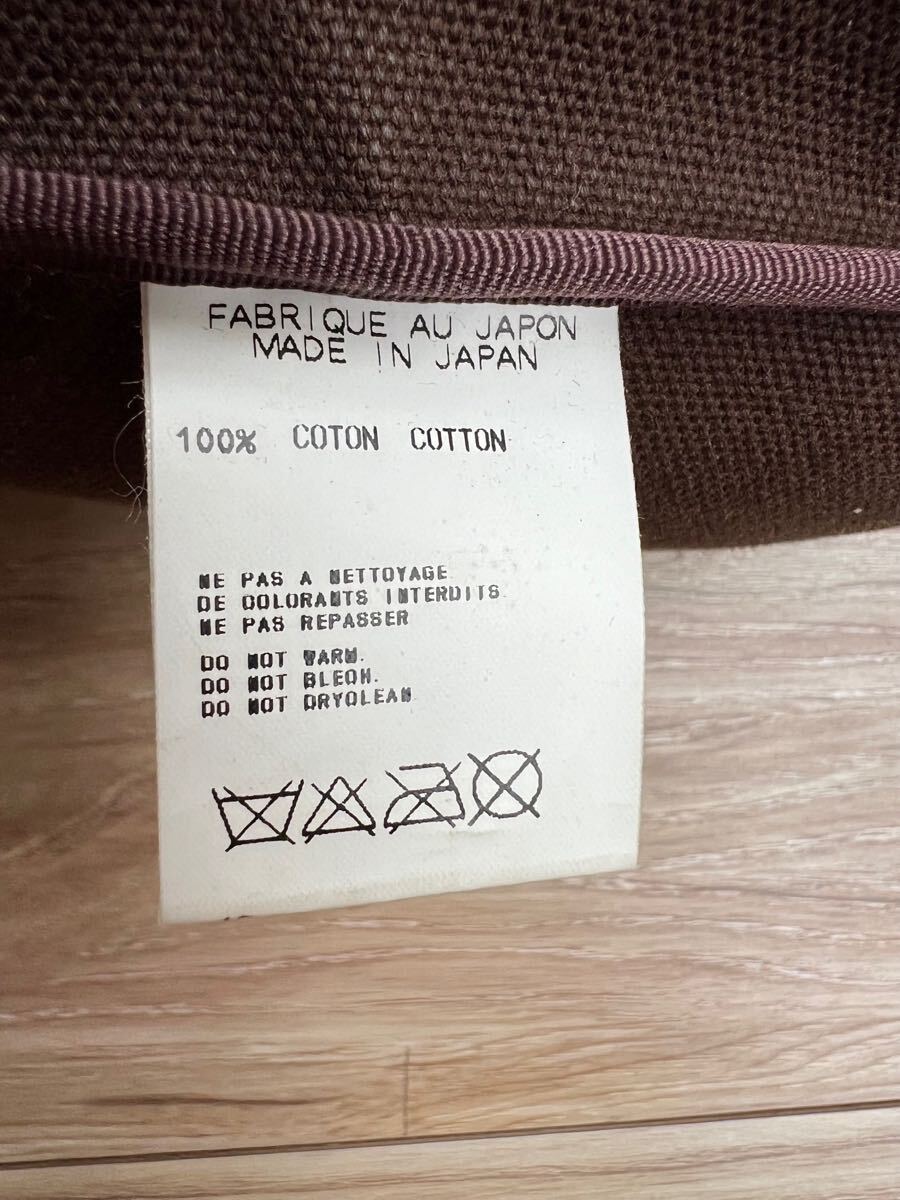 FABRIQUE AU JAPON
MADE IN JAPAN
100% COTON COTTON
NE PAS A NETTOYAGE
DE COLORANTS INTERDITS.
NE PAS REPASSER
DO NOT WARM.
DO NOT BLEQH.
DO NOT DRYOLEAN